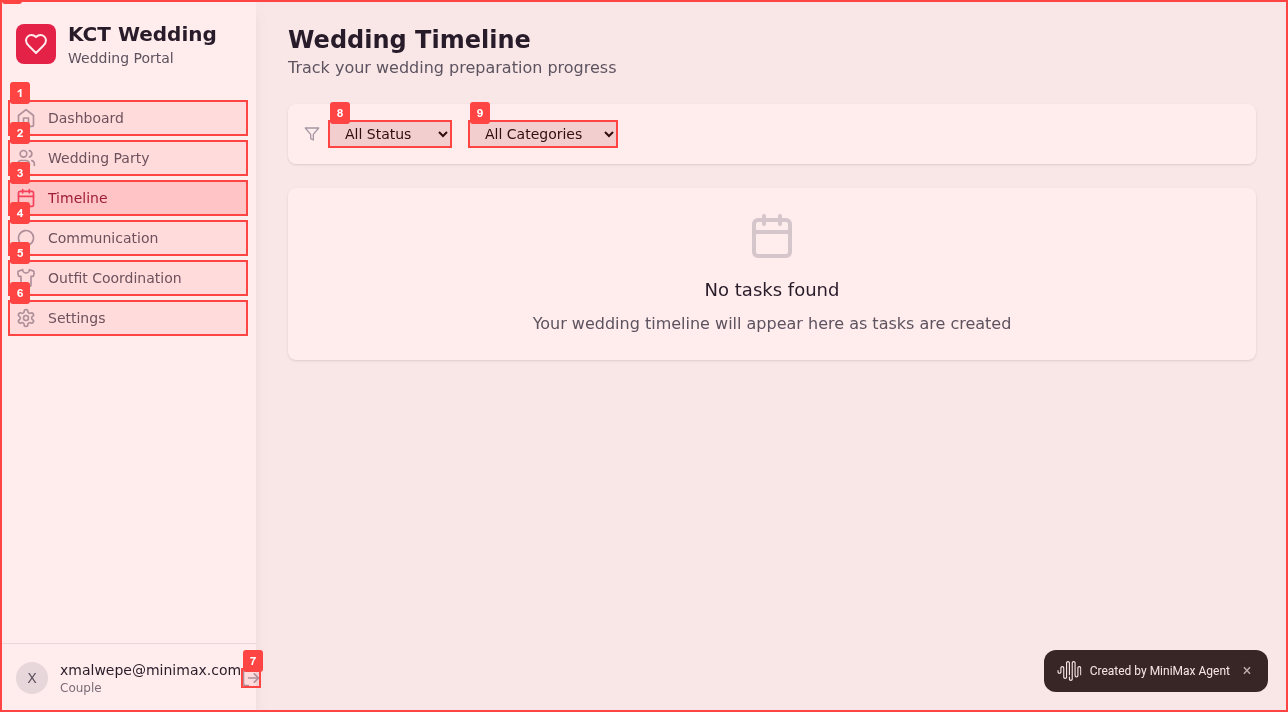 KCT Wedding
Wedding Portal
1
Dashboard
2
Wedding Party
3
Timeline
4
Communication
5
Outfit Coordination
6
Settings
X
xmalwepe@minimax.com
Couple
7
Wedding Timeline
Track your wedding preparation progress
8
All Status
9
All Categories
No tasks found
Your wedding timeline will appear here as tasks are created
Created by MiniMax Agent ×